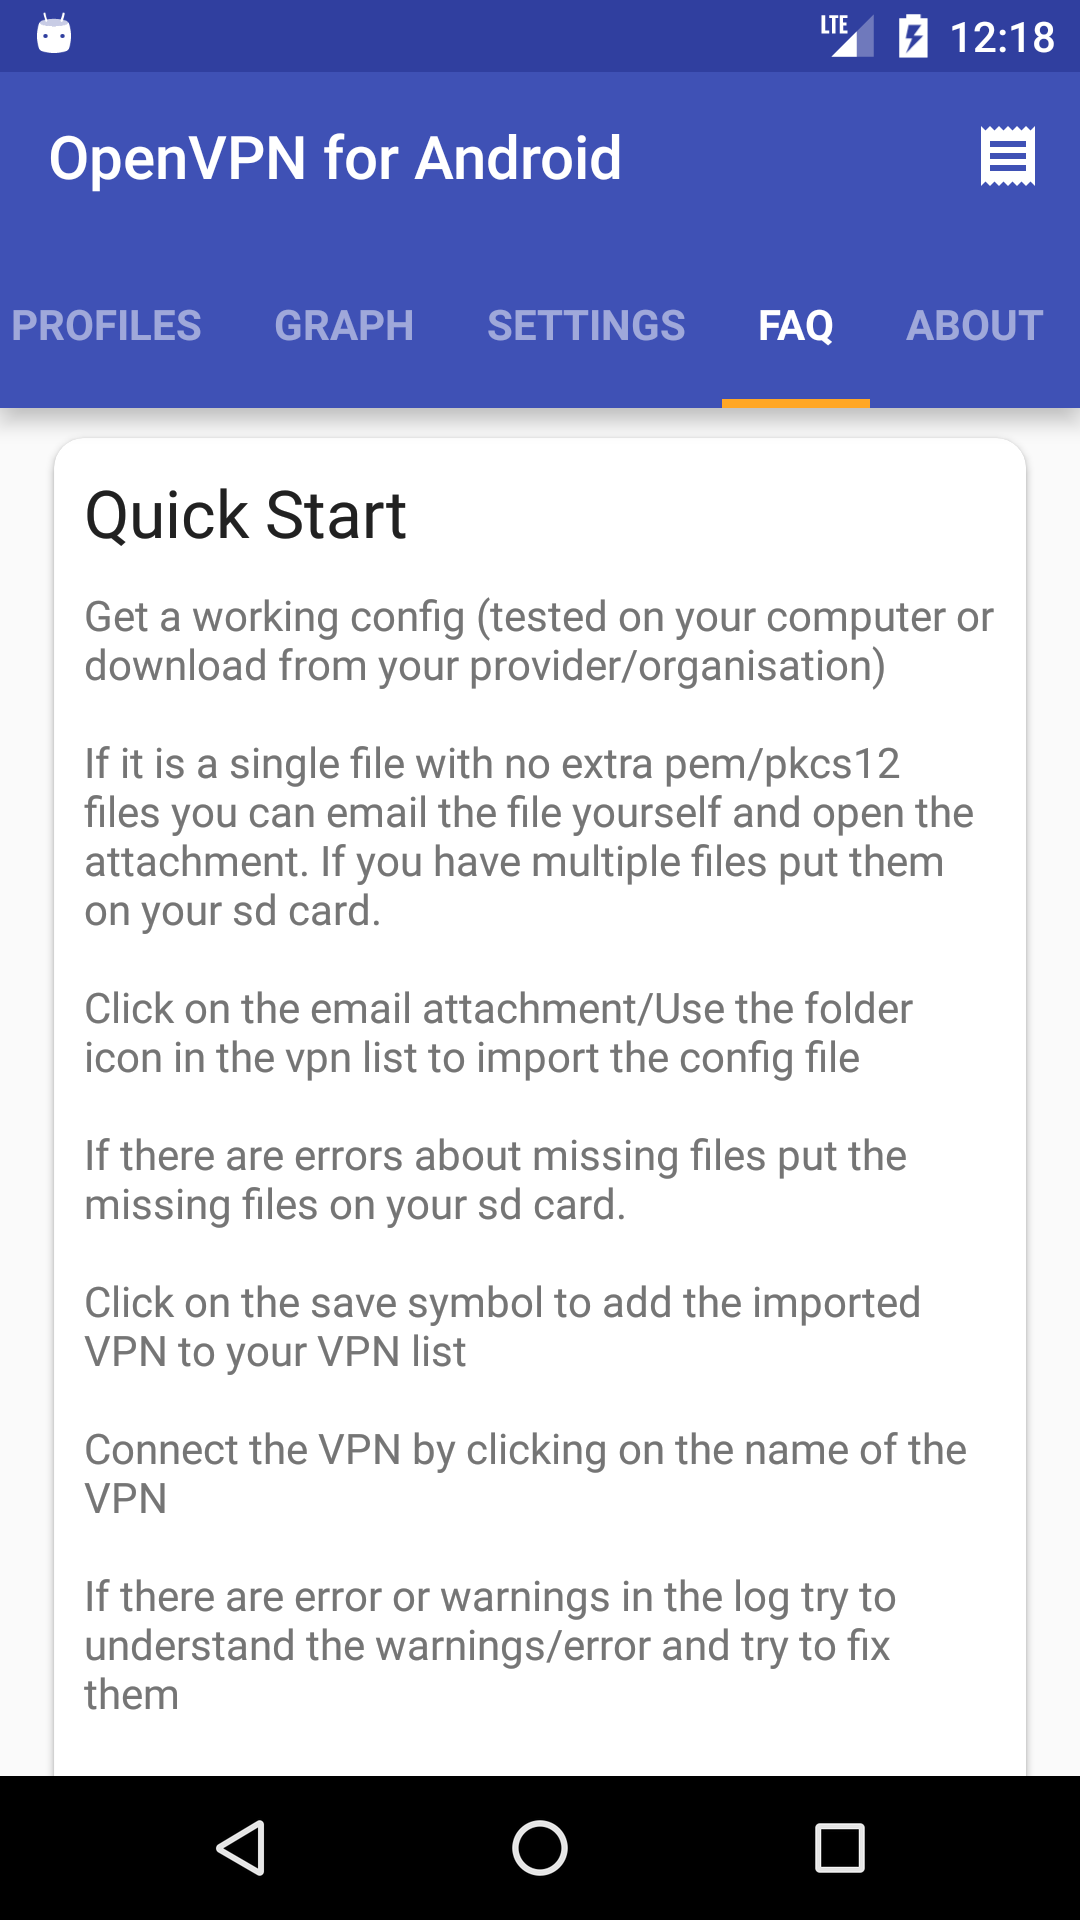 LTE 12:18
OpenVPN for Android
PROFILES GRAPH SETTINGS FAQ ABOUT
Quick Start
Get a working config (tested on your computer or
download from your provider/organisation)
If it is a single file with no extra pem/pkcs12
files you can email the file yourself and open the
attachment. If you have multiple files put them
on your sd card.
Click on the email attachment/Use the folder
icon in the vpn list to import the config file
If there are errors about missing files put the
missing files on your sd card.
Click on the save symbol to add the imported
VPN to your VPN list
Connect the VPN by clicking on the name of the
VPN
If there are error or warnings in the log try to
understand the warnings/error and try to fix
them